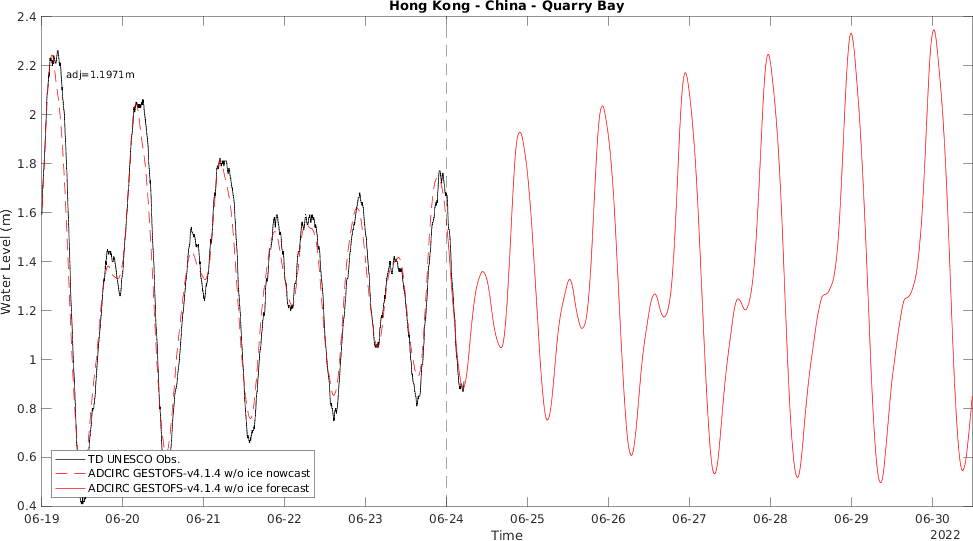 Hong Kong - China - Quarry Bay
2.4
2.2
2
1.8
1.6
1.4
1.2
1
0.8
0.6
0.4
Water Level (m)
adj=1.1971m
TD UNESCO Obs.
ADCIRC GESTOFS-v4.1.4 w/o ice nowcast
ADCIRC GESTOFS-v4.1.4 w/o ice forecast
06-19 06-20 06-21 06-22 06-23 06-24 06-25 06-26 06-27 06-28 06-29 06-30
Time
2022